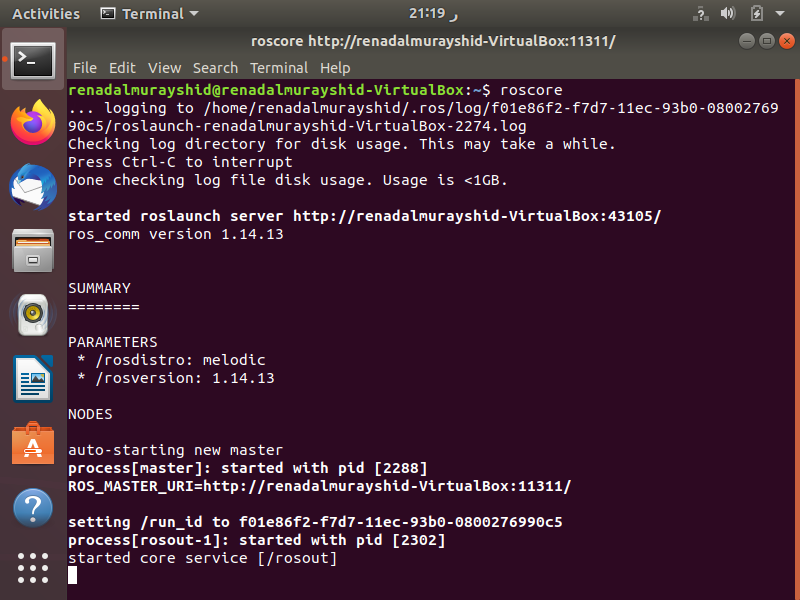 Activities Terminal 21:19 ر
roscore http://renadalmurayshid-VirtualBox:11311/
File Edit View Search Terminal Help
renadalmurayshid@renadalmurayshid-VirtualBox:~$ roscore
... logging to /home/renadalmurayshid/.ros/log/f01e86f2-f7d7-11ec-93b0-08002769
90c5/roslaunch-renadalmurayshid-VirtualBox-2274.log
Checking log directory for disk usage. This may take a while.
Press Ctrl-C to interrupt
Done checking log file disk usage. Usage is <1GB.
started roslaunch server http://renadalmurayshid-VirtualBox:43105/
ros_comm version 1.14.13
SUMMARY
========
PARAMETERS
* /rosdistro: melodic
* /rosversion: 1.14.13
NODES
auto-starting new master
process[master]: started with pid [2288]
ROS_MASTER_URI=http://renadalmurayshid-VirtualBox:11311/
setting /run_id to f01e86f2-f7d7-11ec-93b0-0800276990c5
process[rosout-1]: started with pid [2302]
started core service [/rosout]